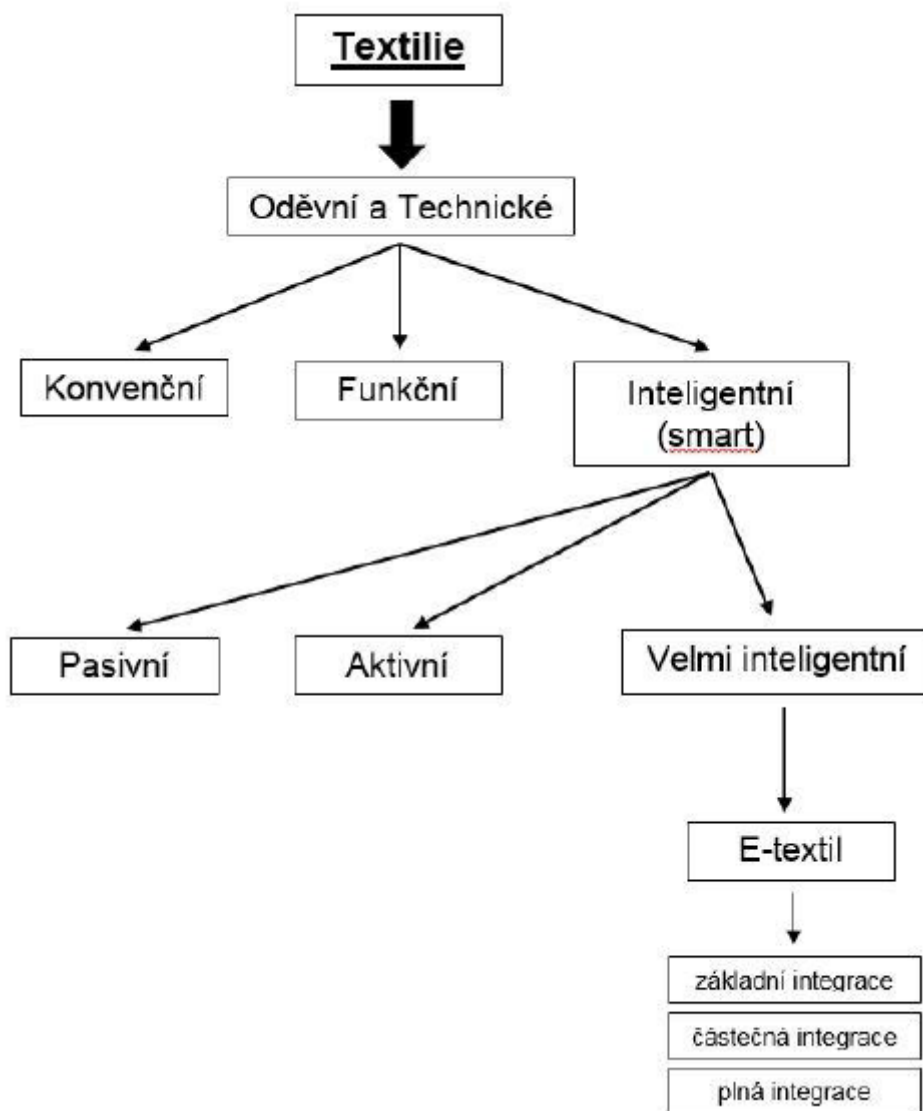 Textilie
Oděvní a Technické
Konvenční
Funkční
Inteligentní
(smart)
Pasivní
Aktivní
Velmi inteligentní
E-textil
základní integrace
částečná integrace
plná integrace